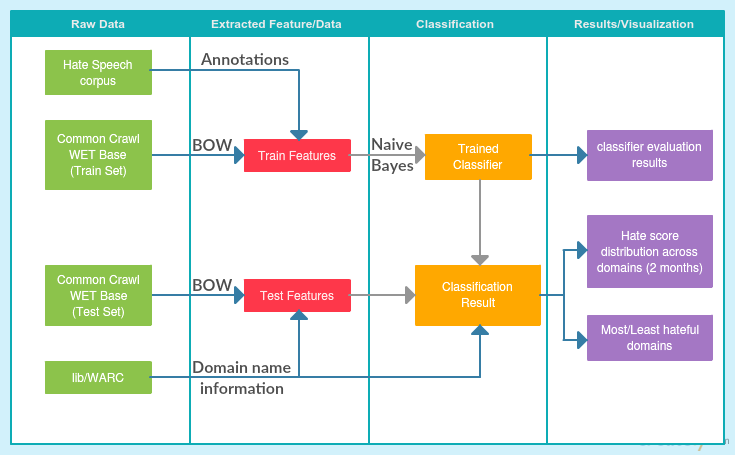 Raw Data
Extracted Feature/Data
Classification
Results/Visualization
Hate Speech
corpus
Annotations
Common Crawl
WET Base
(Train Set)
BOW
Train Features
Naive
Bayes
Trained
Classifier
classifier evaluation
results
Common Crawl
WET Base
(Test Set)
BOW
Test Features
Classification
Result
Hate score
distribution across
domains (2 months)
Most/Least hateful
domains
lib/WARC
Domain name
information